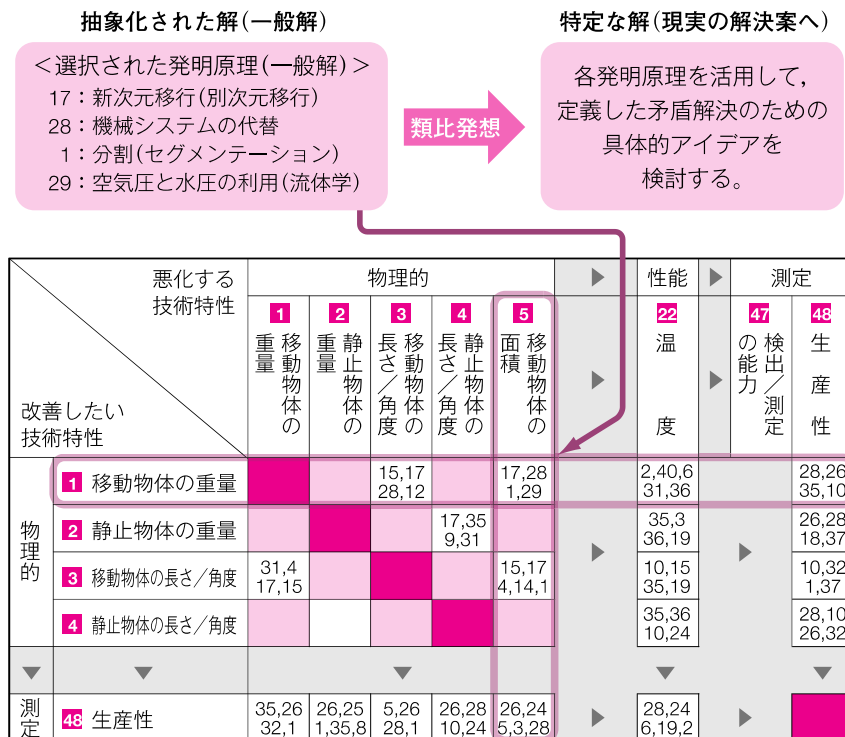 抽象化された解(一般解)
特定な解(現実の解決案へ)
＜選択された発明原理(一般解)＞
17：新次元移行(別次元移行)
28：機械システムの代替
1：分割(セグメンテーション)
29：空気圧と水圧の利用(流体学)
類比発想
各発明原理を活用して，
定義した矛盾解決のための
具体的アイデアを
検討する。
悪化する
技術特性
改善したい
技術特性
物理的
性能
測定
1
移動物体の
重量
2
静止物体の
重量
3
移動物体の
長さ／角度
4
静止物体の
長さ／角度
5
移動物体の
面積
22
温度
47
検出／測定
の能力
48
生産性
物理的
1 移動物体の重量
15,17
28,12
17,28
1,29
2,40,6
31,36
28,26
35,10
2 静止物体の重量
17,35
9,31
35,3
36,19
26,28
18,37
3 移動物体の長さ／角度
31,4
17,15
15,17
4,14,1
10,15
35,19
10,32
1,37
4 静止物体の長さ／角度
35,36
10,24
28,10
26,32
測定
48 生産性
35,26
32,1
26,25
1,35,8
5,26
28,1
26,28
10,24
26,24
5,3,28
28,24
6,19,2